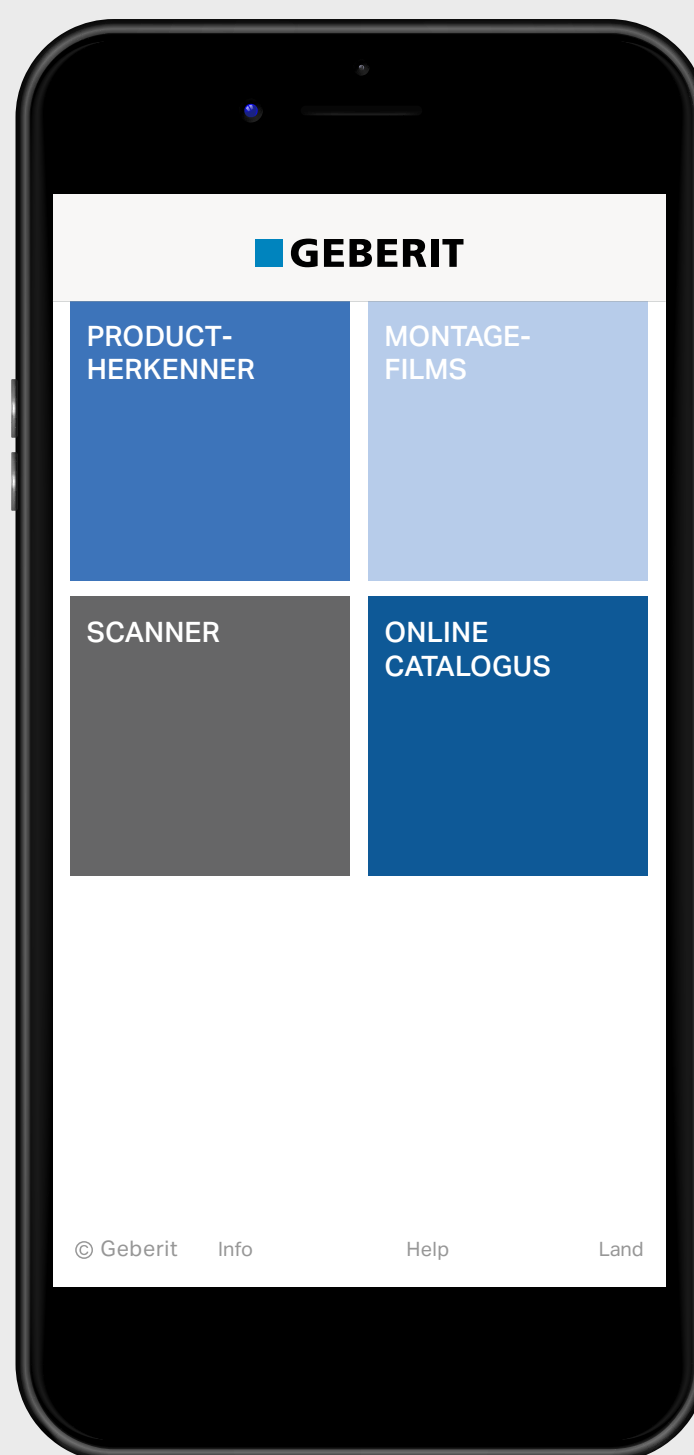 GEBERIT
PRODUCT-
HERKENNER
MONTAGE-
FILMS
SCANNER
ONLINE
CATALOGUS
© Geberit Info Help Land